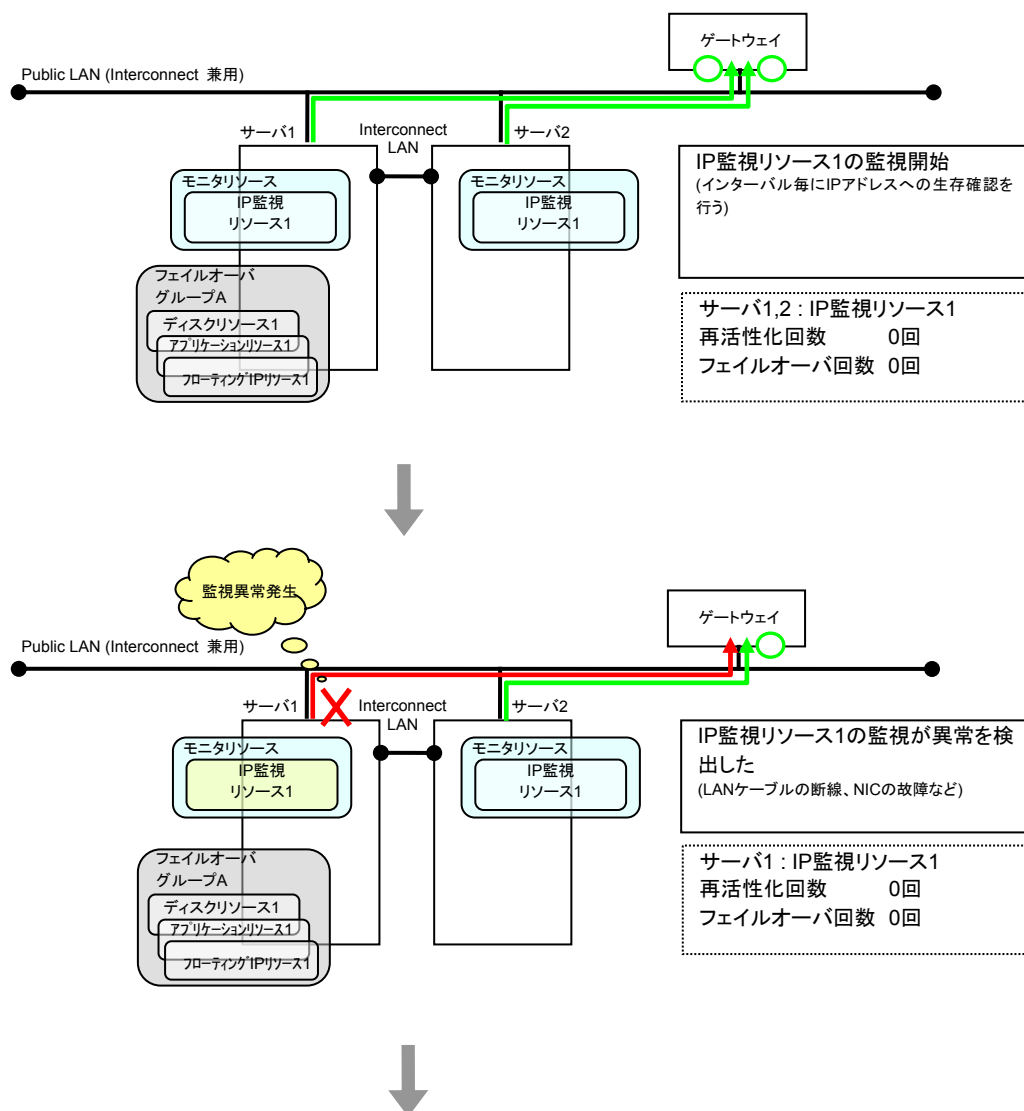 ゲートウェイ
Public LAN (Interconnect 兼用)
サーバ1
Interconnect
LAN
サーバ2
モニタリソース
IP監視
リソース1
モニタリソース
IP監視
リソース1
フェイルオーバ
グループA
ディスクリソース1
アプリケーションリソース1
フローティングIPリソース1
IP監視リソース1の監視開始
(インターバル毎にIPアドレスへの生存確認を
行う)
サーバ1,2 : IP監視リソース1
再活性化回数 0回
フェイルオーバ回数 0回
監視異常発生
ゲートウェイ
Public LAN (Interconnect 兼用)
サーバ1
Interconnect
LAN
サーバ2
モニタリソース
IP監視
リソース1
モニタリソース
IP監視
リソース1
フェイルオーバ
グループA
ディスクリソース1
アプリケーションリソース1
フローティングIPリソース1
IP監視リソース1の監視が異常を検
出した
(LANケーブルの断線、NICの故障など)
サーバ1 : IP監視リソース1
再活性化回数 0回
フェイルオーバ回数 0回